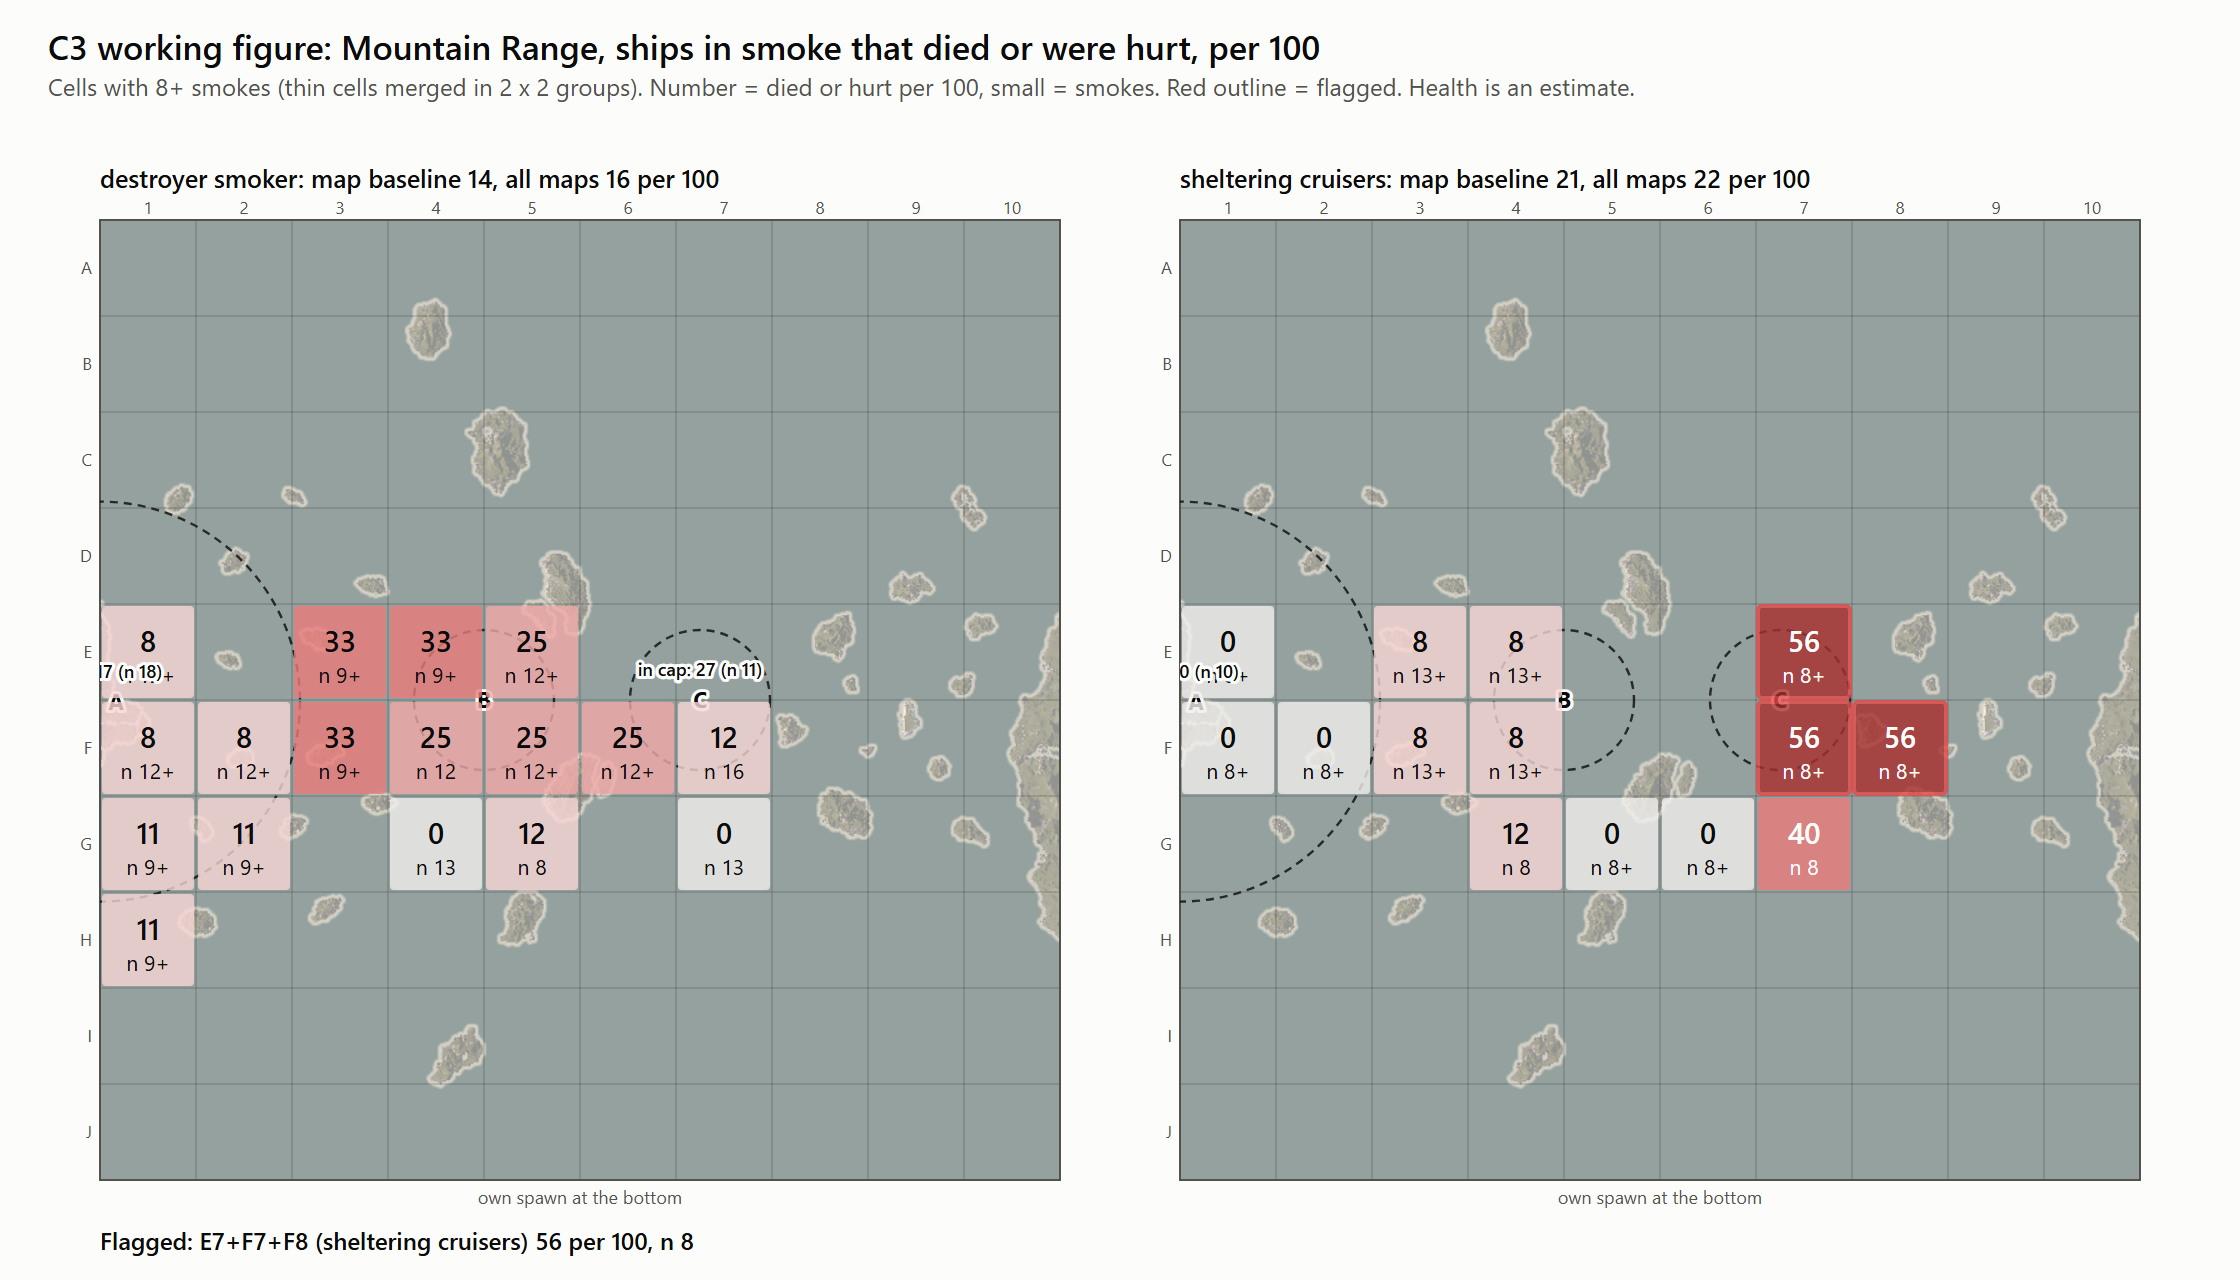 C3 working figure: Mountain Range, ships in smoke that died or were hurt, per 100
Cells with 8+ smokes (thin cells merged in 2 x 2 groups). Number = died or hurt per 100, small = smokes. Red outline = flagged. Health is an estimate.
destroyer smoker: map baseline 14, all maps 16 per 100
1 2 3 4 5 6 7 8 9 10
A
B
C
D
E
8 33 33 25
n 9+ n 9+ n 12+
17 (n 18) in cap: 27 (n 11)
A B C
F
8 8 33 25 25 25 12
n 12+ n 12+ n 9+ n 12 n 12+ n 12+ n 16
G
11 11 0 12 0
n 9+ n 9+ n 13 n 8 n 13
H
11
n 9+
I
J
own spawn at the bottom
sheltering cruisers: map baseline 21, all maps 22 per 100
1 2 3 4 5 6 7 8 9 10
A
B
C
D
E
0 8 8 56
n 13+ n 13+ n 8+
0 (n 10)
A B C
F
0 0 8 8 56 56
n 8+ n 8+ n 13+ n 13+ n 8+ n 8+
G
12 0 0 40
n 8 n 8+ n 8+ n 8
H
I
J
own spawn at the bottom
Flagged: E7+F7+F8 (sheltering cruisers) 56 per 100, n 8